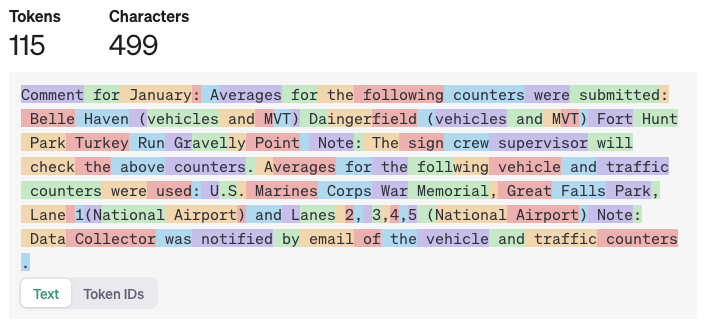 Tokens Characters
115 499
Comment for January: Averages for the following counters were submitted:
Belle Haven (vehicles and MVT) Daingerfield (vehicles and MVT) Fort Hunt
Park Turkey Run Gravelly Point  Note: The sign crew supervisor will
check the above counters. Averages for the follwing vehicle and traffic
counters were used: U.S. Marines Corps War Memorial, Great Falls Park,
Lane 1(National Airport) and Lanes 2, 3,4,5 (National Airport) Note:
Data Collector was notified by email of the vehicle and traffic counters
.
Text Token IDs